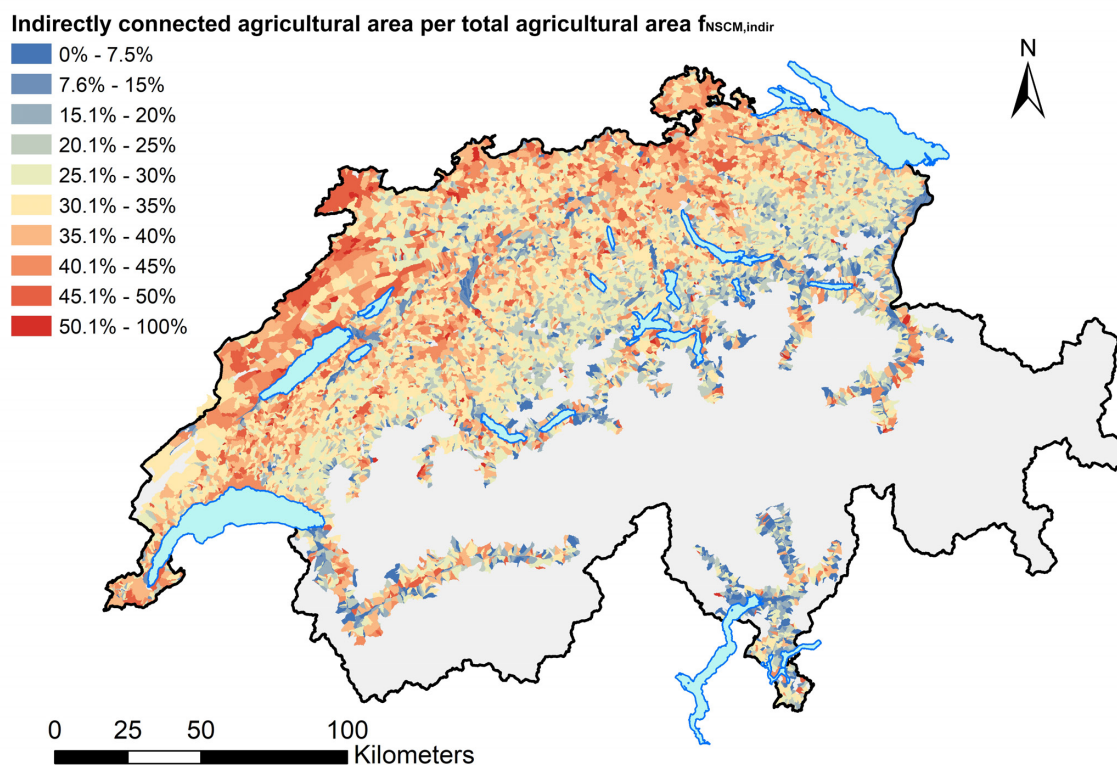 Indirectly connected agricultural area per total agricultural area fNSCM,indir
0% - 7.5%
7.6% - 15%
15.1% - 20%
20.1% - 25%
25.1% - 30%
30.1% - 35%
35.1% - 40%
40.1% - 45%
45.1% - 50%
50.1% - 100%
N
0 25 50 100
Kilometers